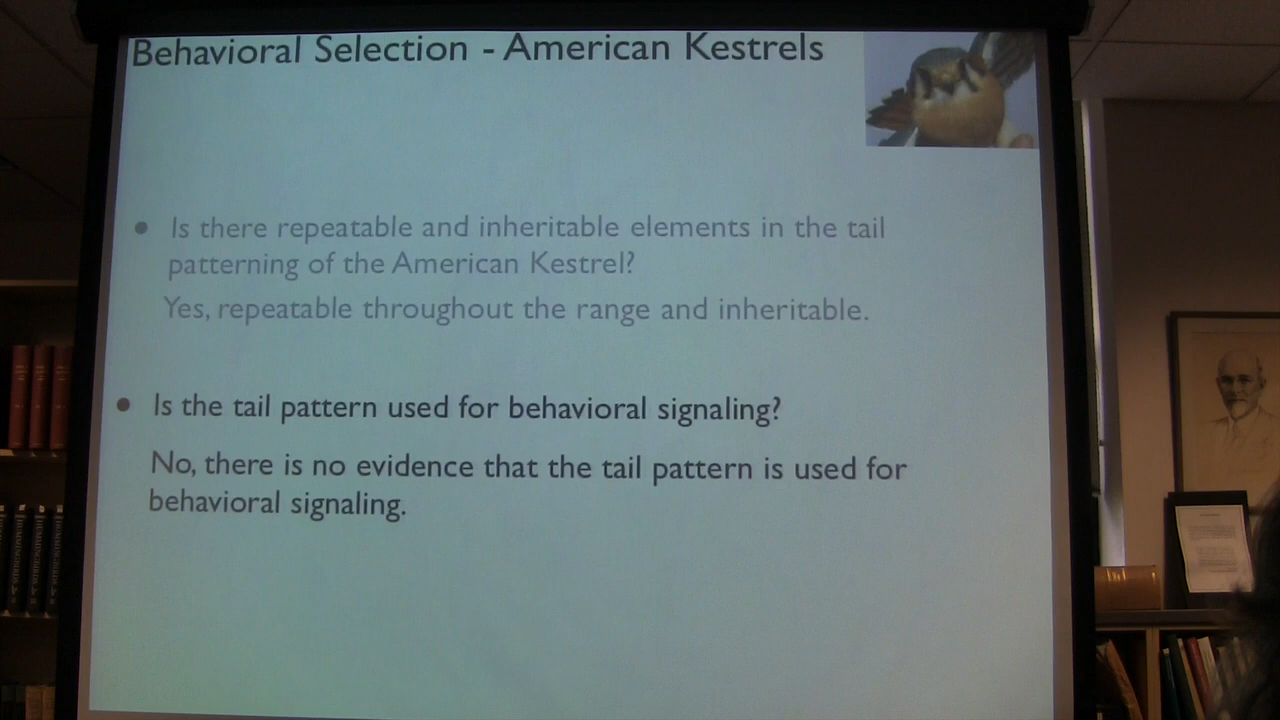 Behavioral Selection - American Kestrels
Is there repeatable and inheritable elements in the tail
patterning of the American Kestrel?
Yes, repeatable throughout the range and inheritable.
Is the tail pattern used for behavioral signaling?
No, there is no evidence that the tail pattern is used for
behavioral signaling.